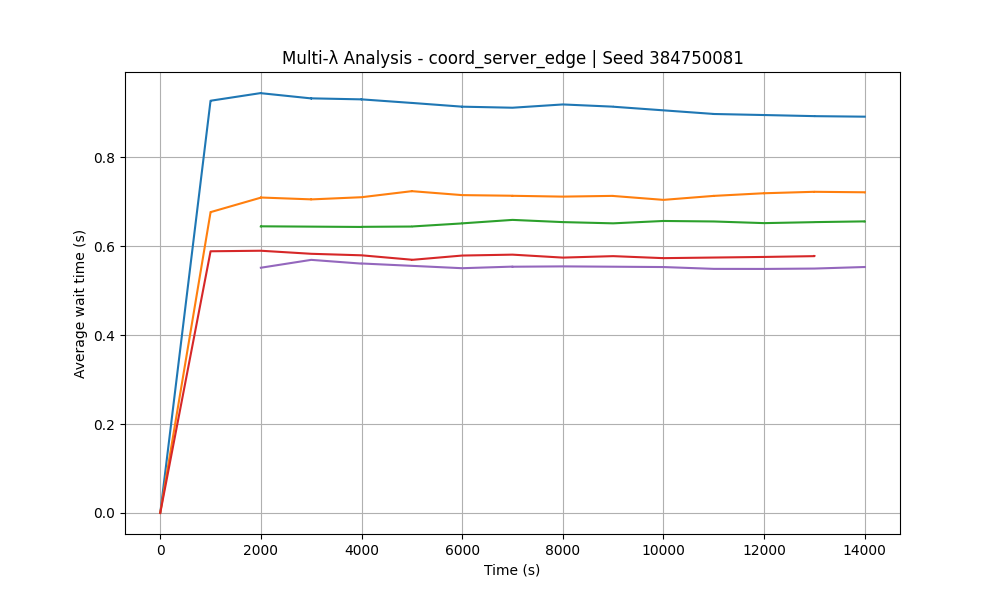 Multi-λ Analysis - coord_server_edge | Seed 384750081
Average wait time (s)
0.8
0.6
0.4
0.2
0.0
0 2000 4000 6000 8000 10000 12000 14000
Time (s)